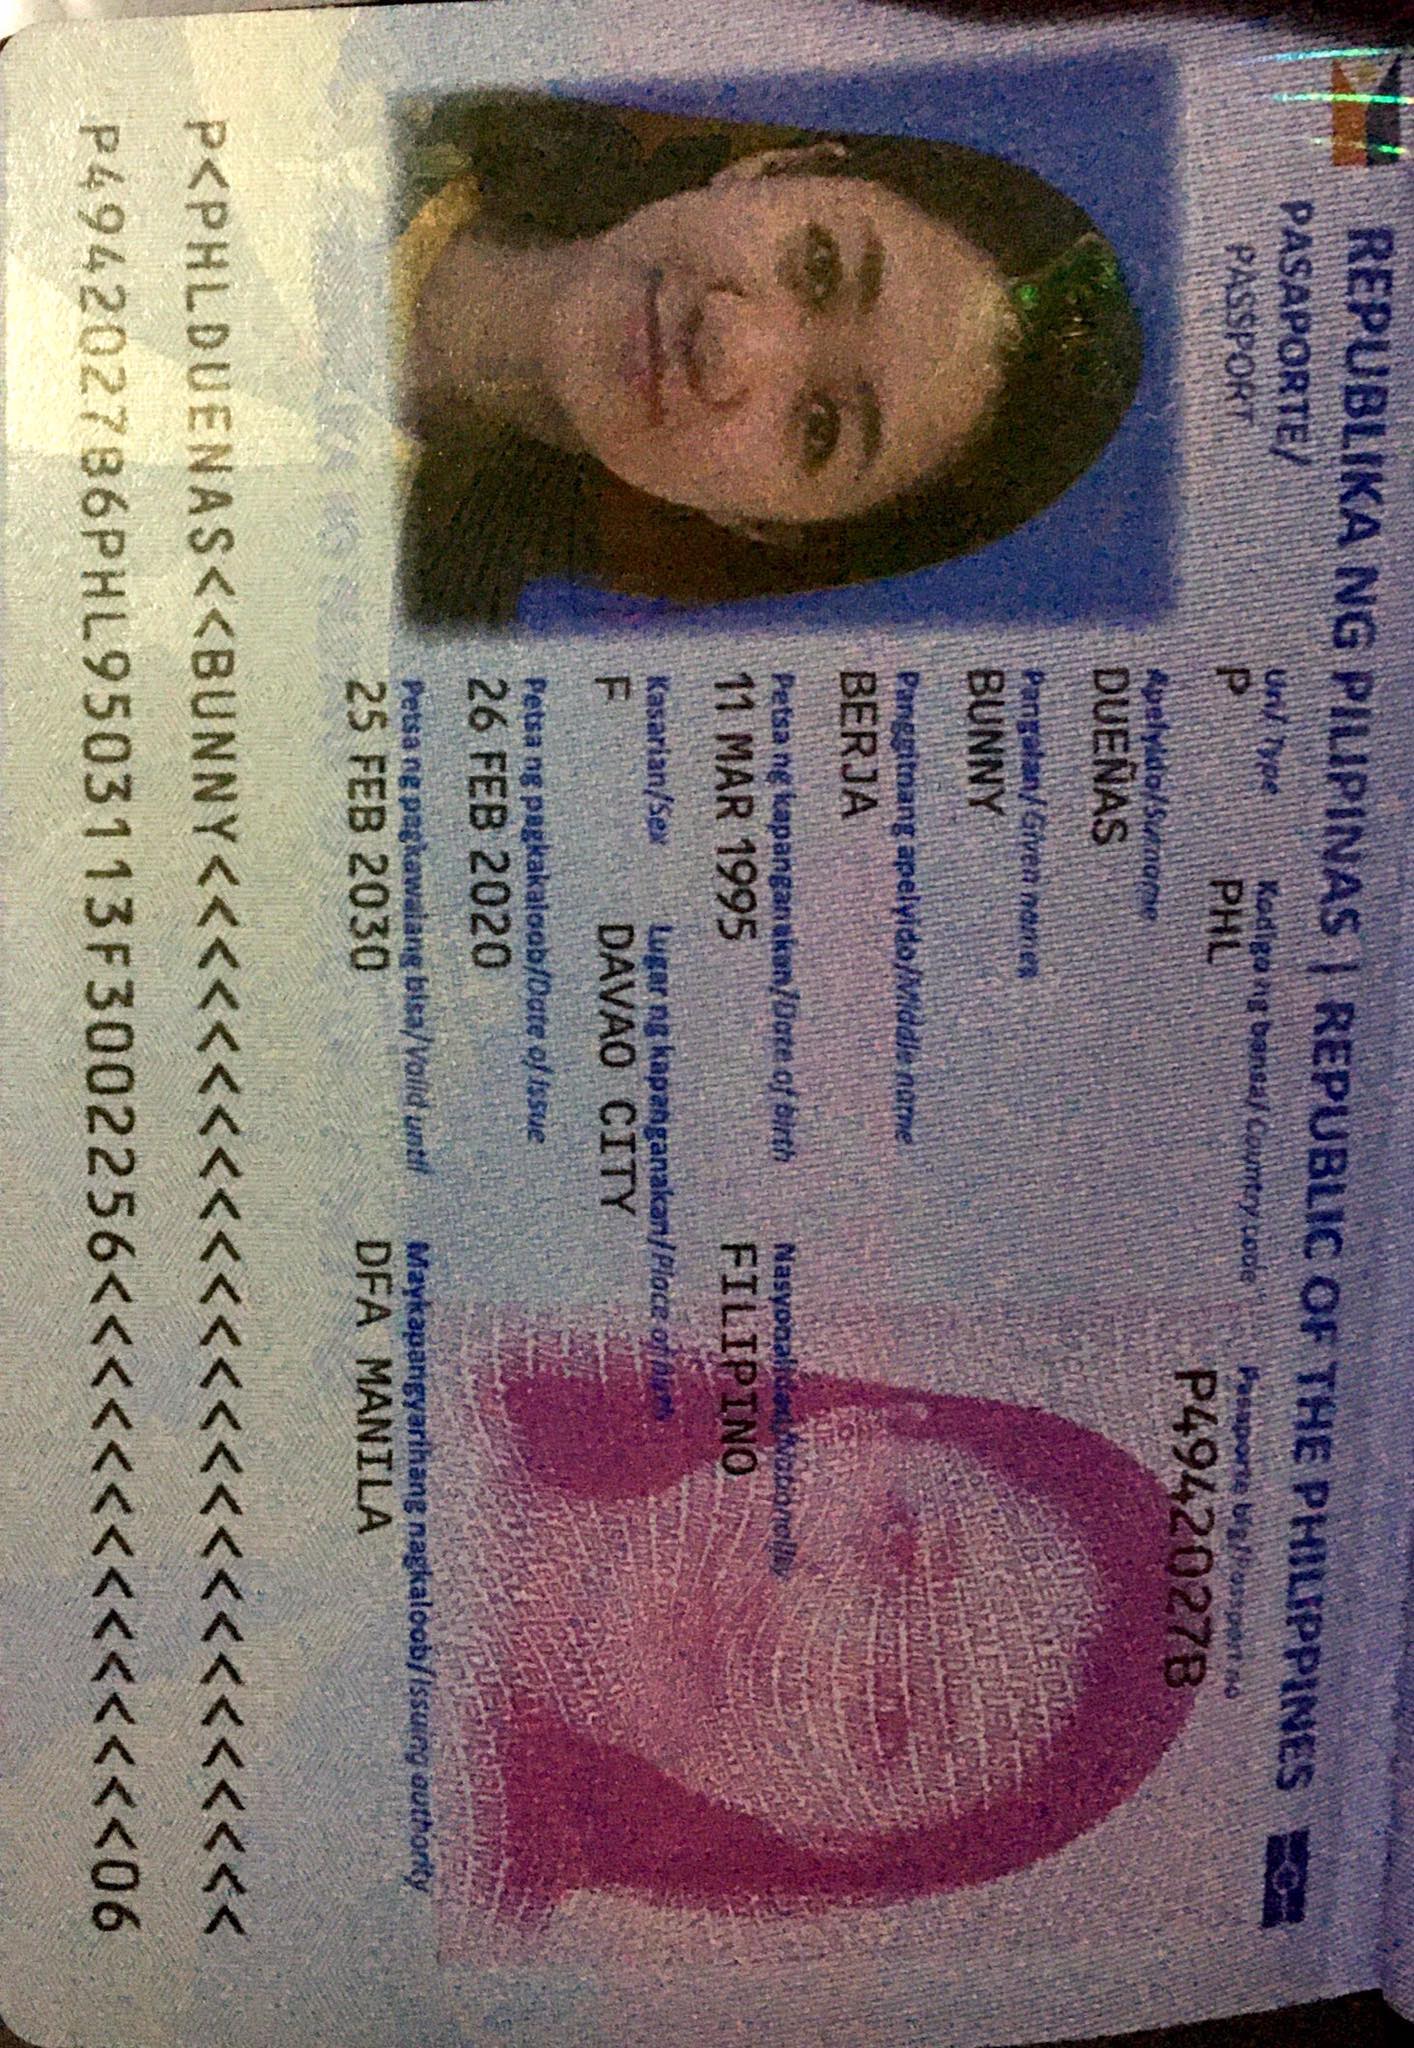 REPUBLIKA NG PILIPINAS | REPUBLIC OF THE PHILIPPINES
PASAPORTE/
PASSPORT
Uri/ Type
P
Kodigo ng bansa/ Country code
PHL
Pasaporte blg/Passport no
P4942027B
Apelyido/Surname
DUEÑAS
Pangalan/Given names
BUNNY
Panggitnang apelyido/Middle name
BERJA
Petsa ng kapanganakan/Date of birth
11 MAR 1995
Nasyonalidad/Nationality
FILIPINO
Kasarian/Sex
F
Lugar ng kapanganakan/Place of birth
DAVAO CITY
Petsa ng pagkakaloob/Date of issue
26 FEB 2020
Petsa ng pagkawalang bisa/Valid until
25 FEB 2030
Maykapangyarihang nagkaloob/Issuing authority
DFA MANILA
P<PHLDUENAS<<BUNNY<<<<<<<<<<<<<<<<<<<<<<<<<<
P4942027B6PHL9503113F3002256<<<<<<<<<<<<<<06